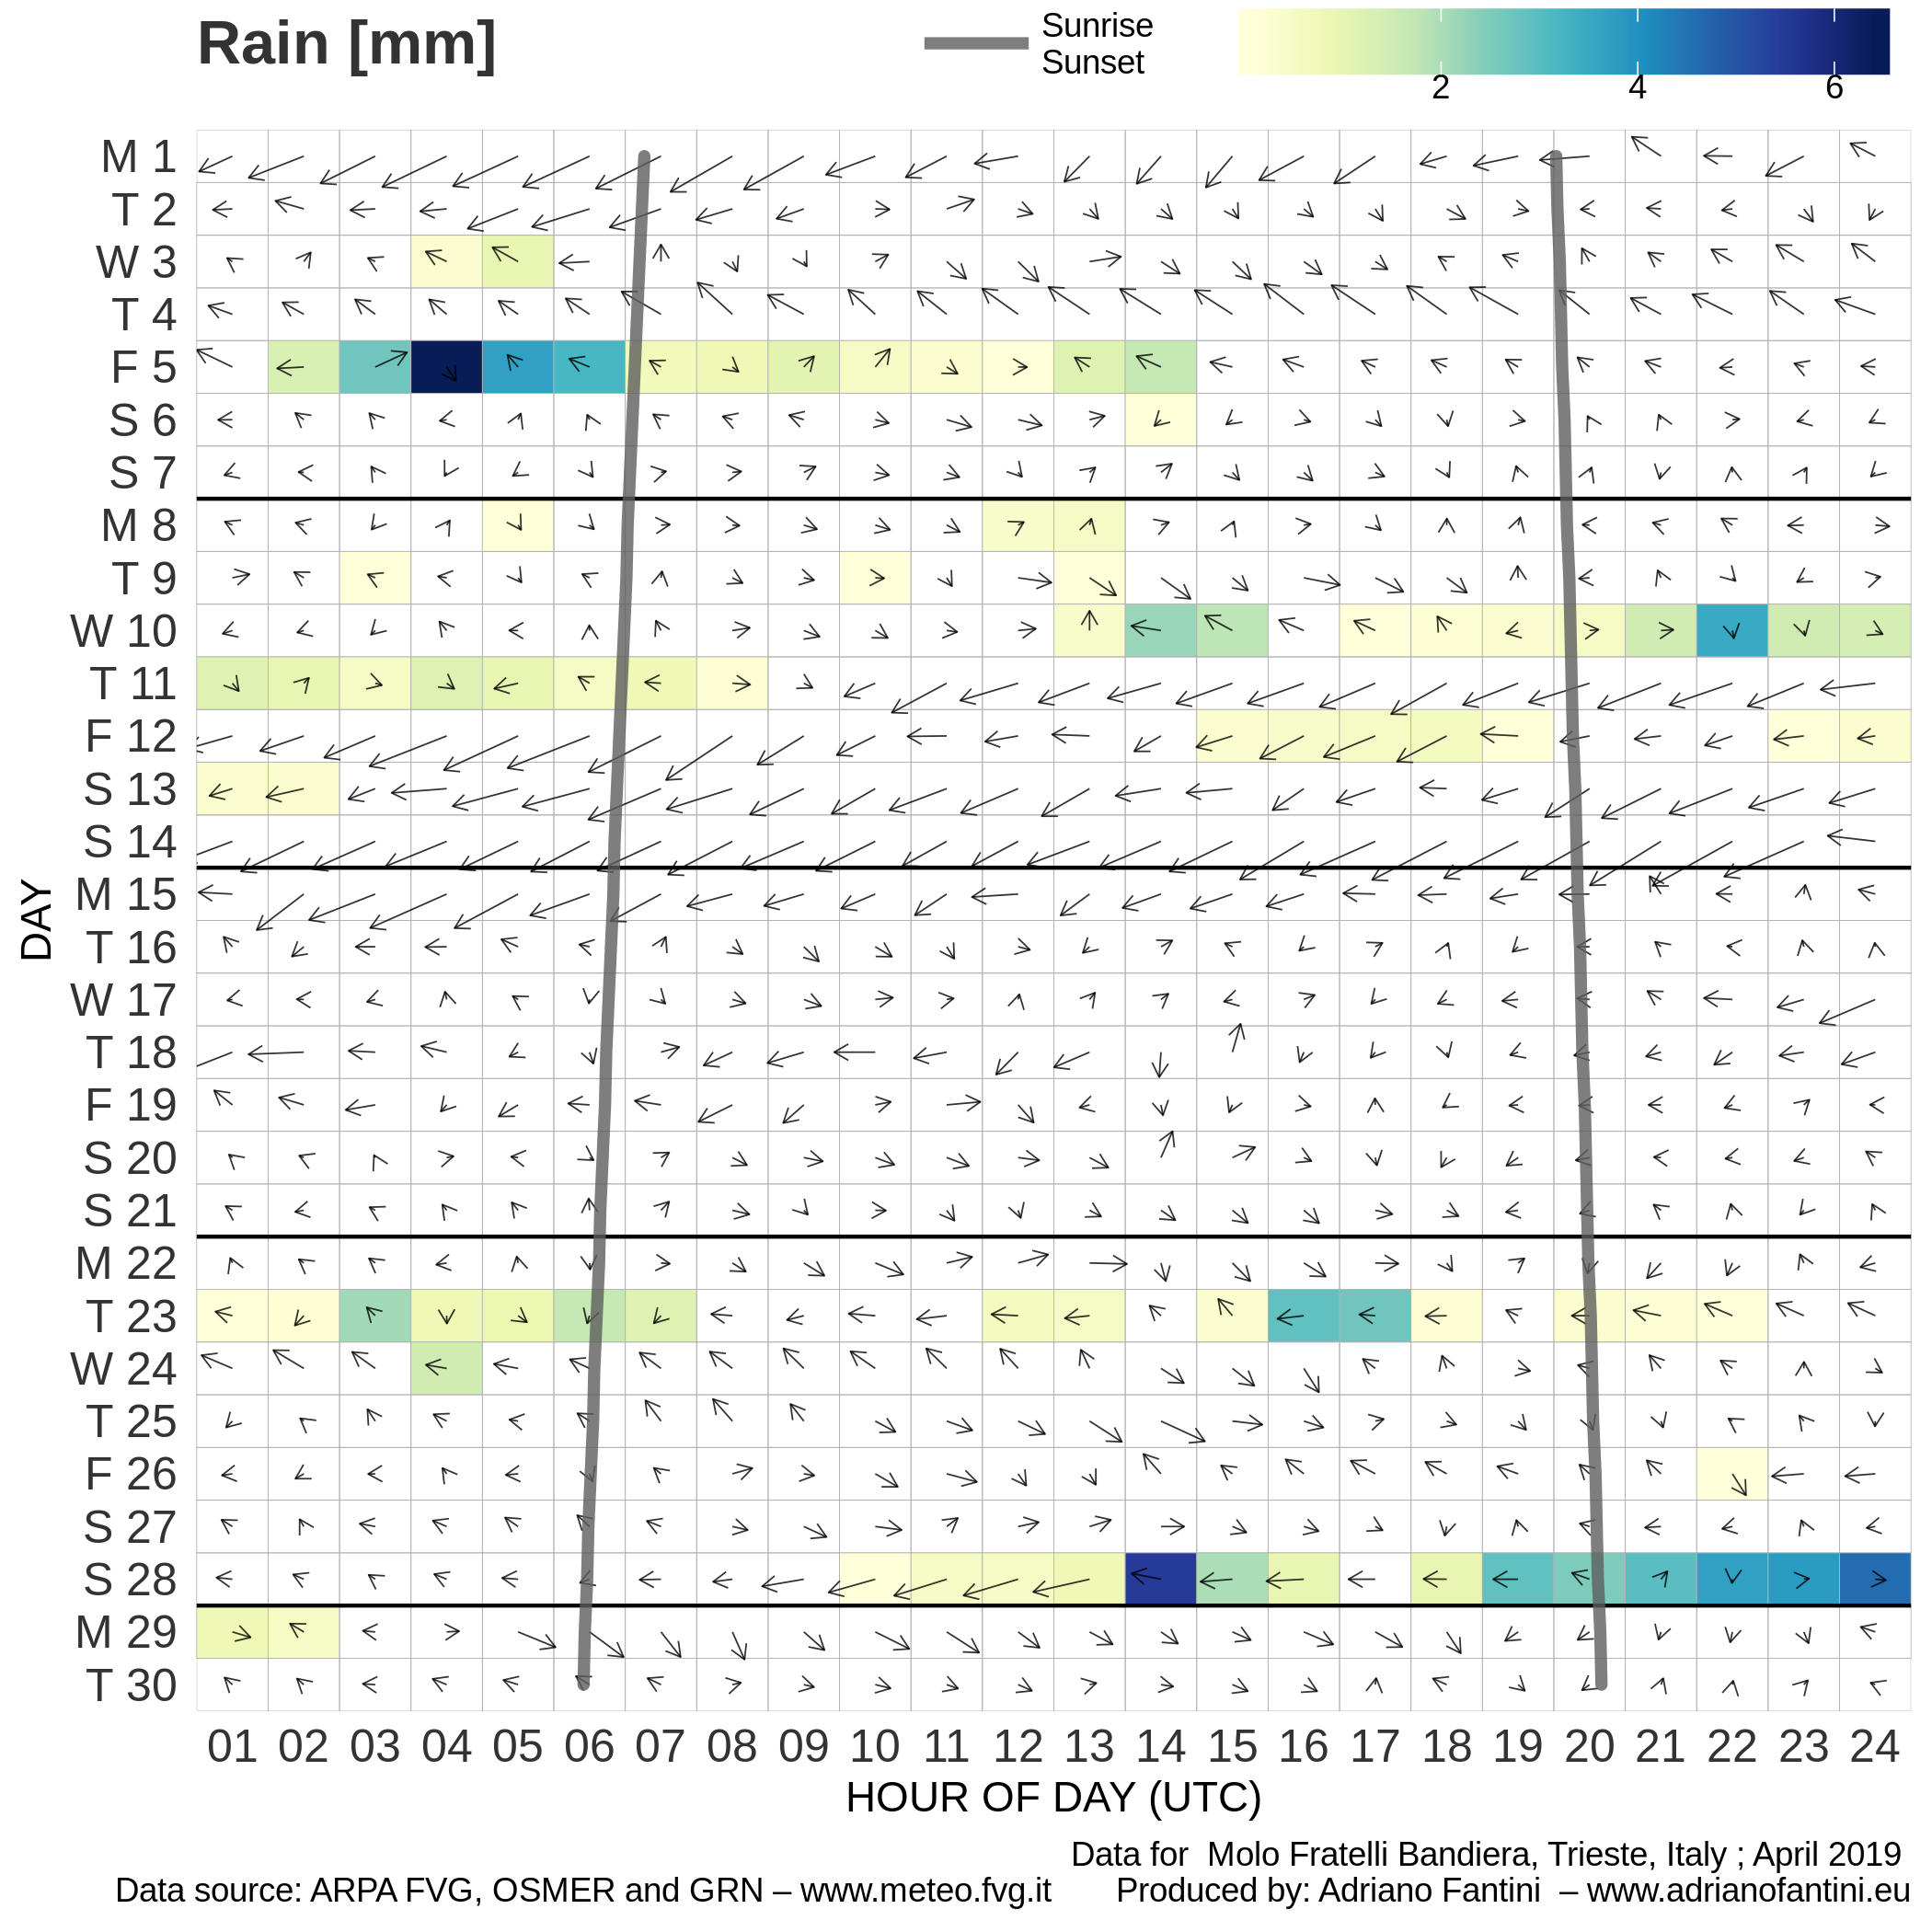 Rain [mm]
Sunrise
Sunset
2 4 6
M 1
T 2
W 3
T 4
F 5
S 6
S 7
M 8
T 9
W 10
T 11
F 12
S 13
S 14
M 15
T 16
W 17
T 18
F 19
S 20
S 21
M 22
T 23
W 24
T 25
F 26
S 27
S 28
M 29
T 30
DAY
01 02 03 04 05 06 07 08 09 10 11 12 13 14 15 16 17 18 19 20 21 22 23 24
HOUR OF DAY (UTC)
Data for  Molo Fratelli Bandiera, Trieste, Italy ; April 2019
Data source: ARPA FVG, OSMER and GRN – www.meteo.fvg.it
Produced by: Adriano Fantini  – www.adrianofantini.eu